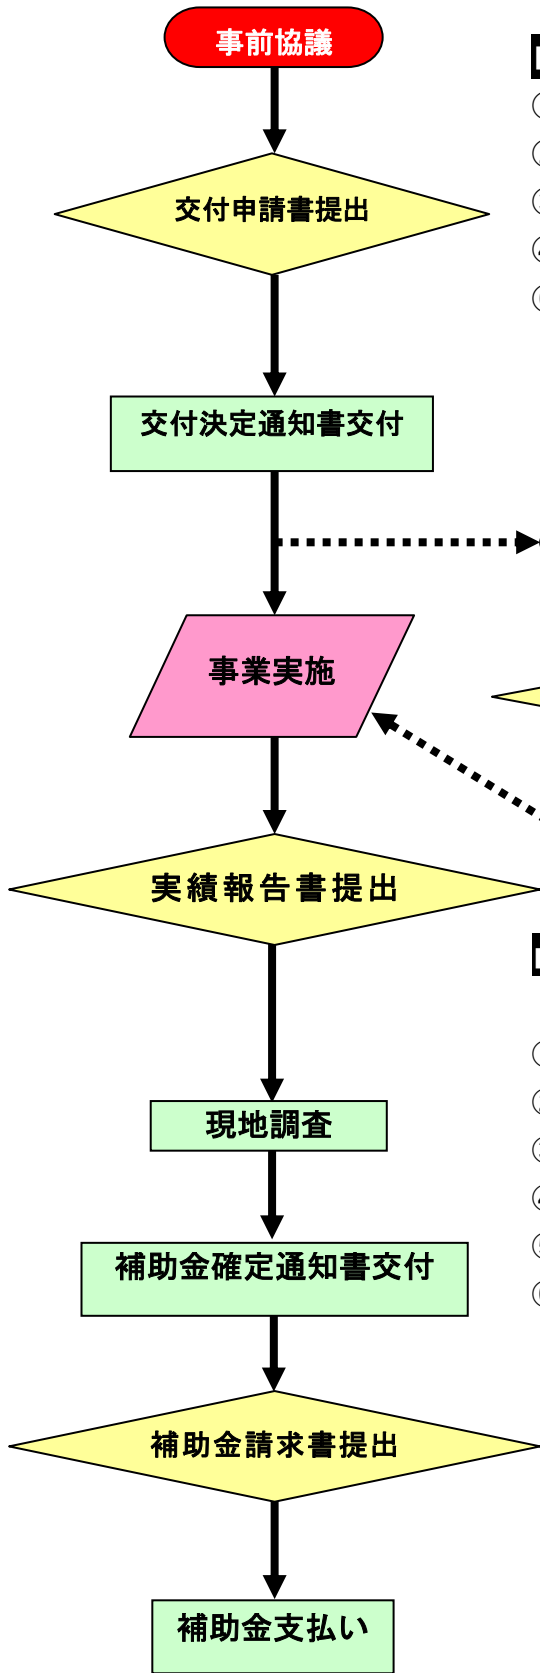 事前協議
交付申請書提出
交付決定通知書交付
事業実施
実績報告書提出
現地調査
補助金確定通知書交付
補助金請求書提出
補助金支払い